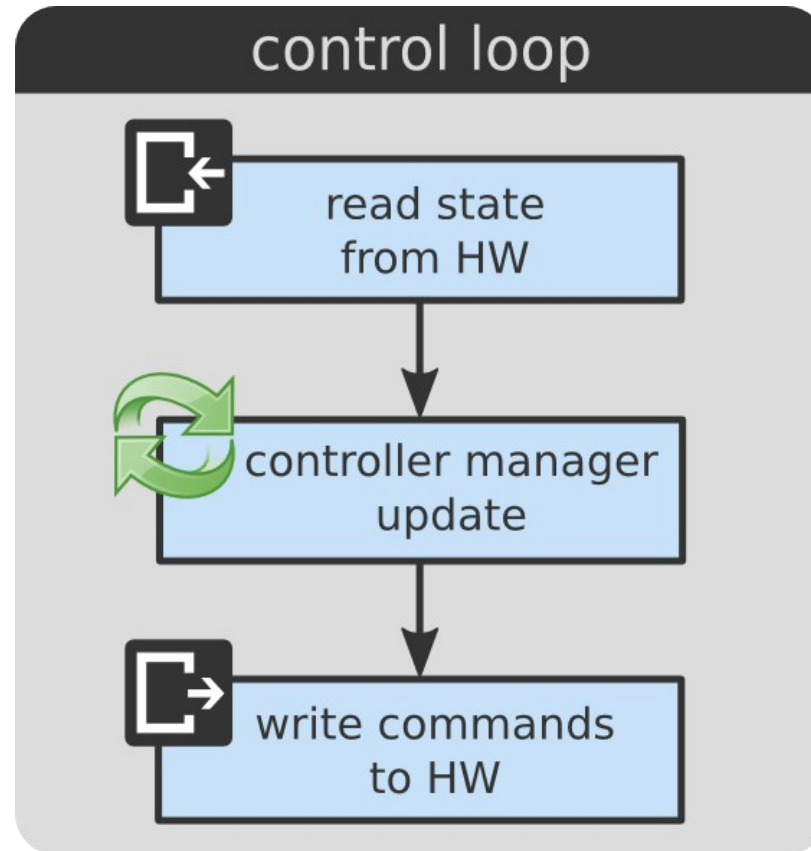 control loop
read state
from HW
controller manager
update
write commands
to HW